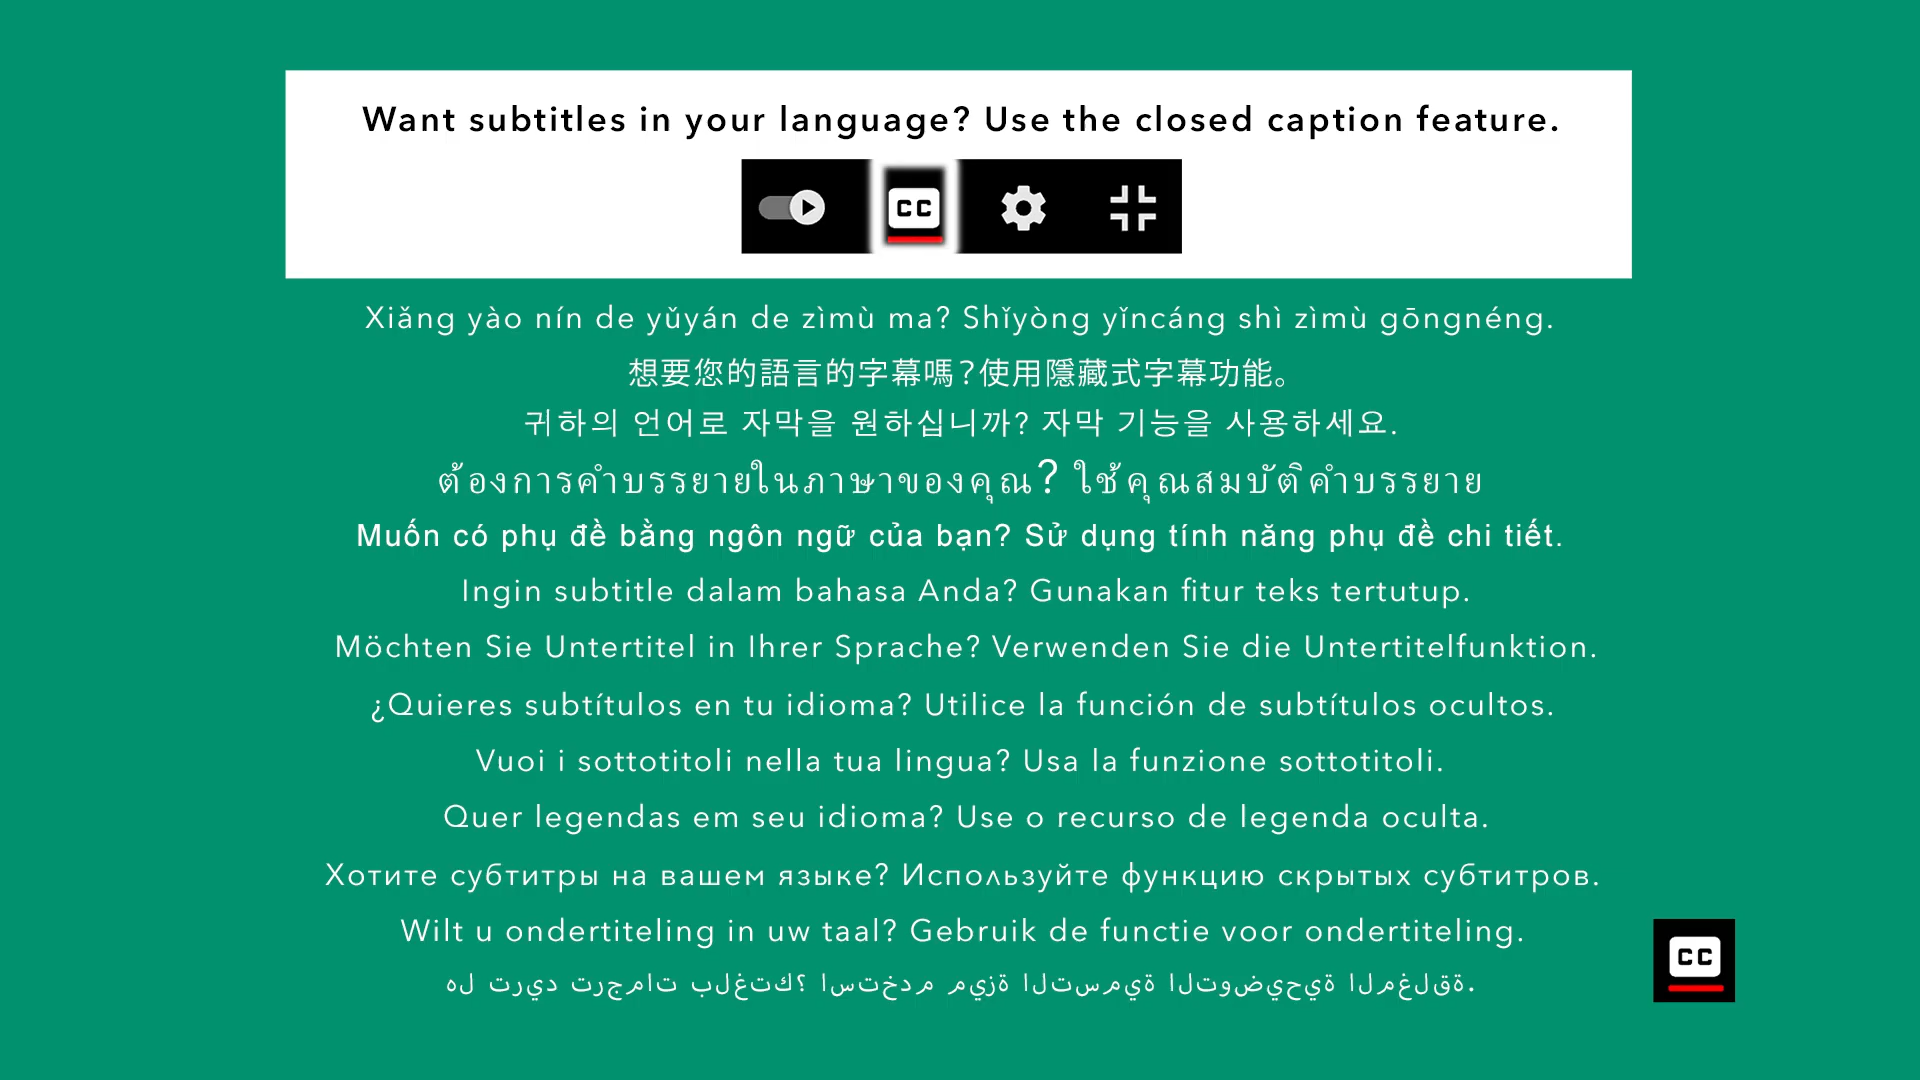 Want subtitles in your language? Use the closed caption feature.
CC
Xiǎng yào nín de yǔyán de zìmù ma? Shǐyòng yǐncáng shì zìmù gōngnéng.
想要您的語言的字幕嗎?使用隱藏式字幕功能。
귀하의 언어로 자막을 원하십니까? 자막 기능을 사용하세요.
ต้องการคำบรรยายในภาษาของคุณ? ใช้คุณสมบัติคำบรรยาย
Muốn có phụ đề bằng ngôn ngữ của bạn? Sử dụng tính năng phụ đề chi tiết.
Ingin subtitle dalam bahasa Anda? Gunakan fitur teks tertutup.
Möchten Sie Untertitel in Ihrer Sprache? Verwenden Sie die Untertitelfunktion.
¿Quieres subtítulos en tu idioma? Utilice la función de subtítulos ocultos.
Vuoi i sottotitoli nella tua lingua? Usa la funzione sottotitoli.
Quer legendas em seu idioma? Use o recurso de legenda oculta.
Хотите субтитры на вашем языке? Используйте функцию скрытых субтитров.
Wilt u ondertiteling in uw taal? Gebruik de functie voor ondertiteling.
هل تريد ترجمات بلغتك؟ استخدم ميزة التسمية التوضيحية المغلقة.
CC